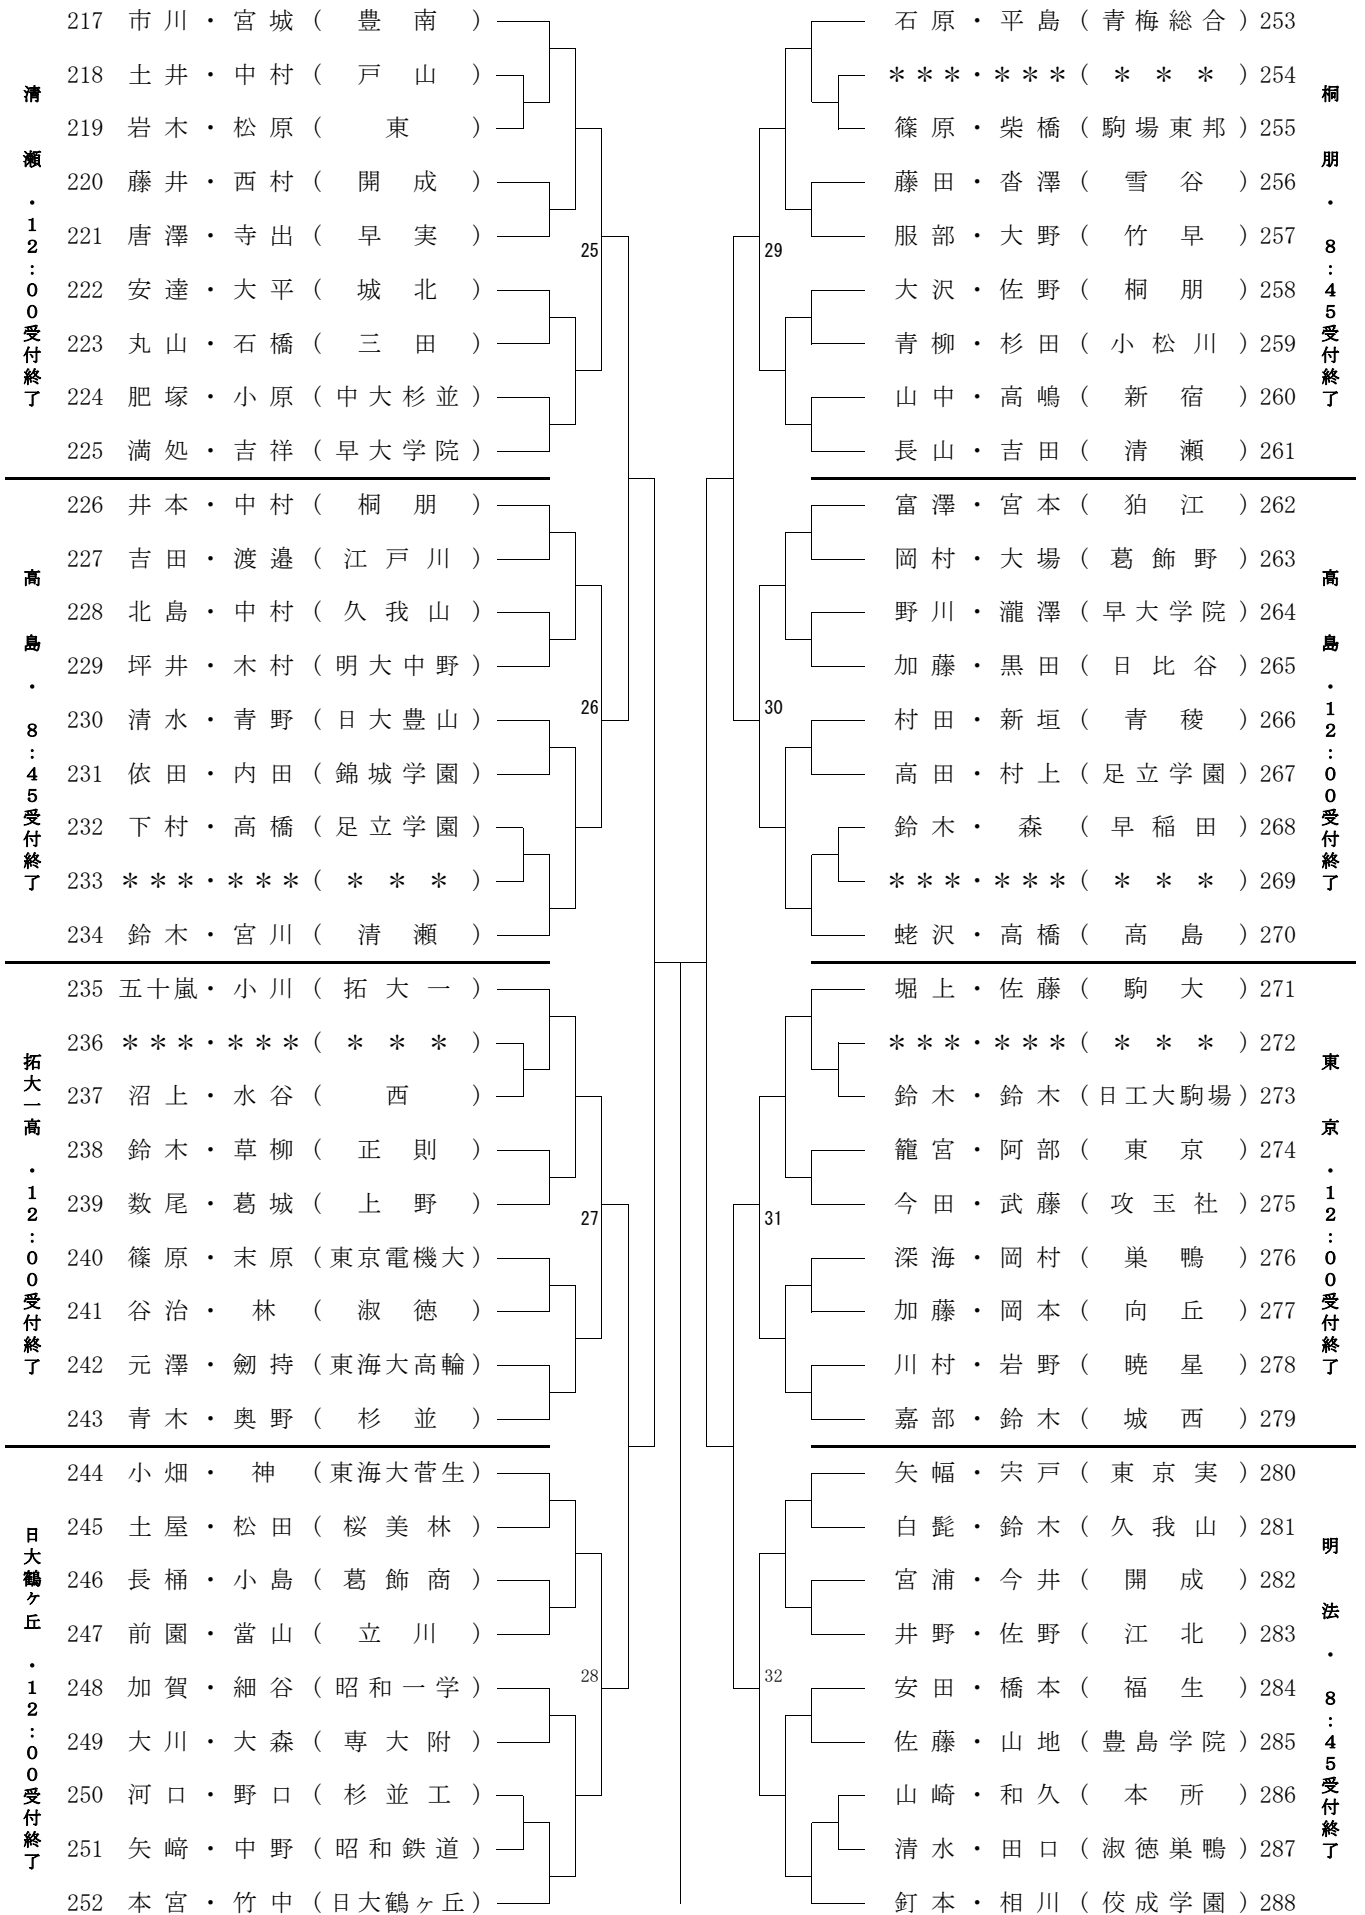 清瀬・12:00受付終了
217 市川・宮城(豊南)
218 土井・中村(戸山)
219 岩木・松原(東)
220 藤井・西村(開成)
221 唐澤・寺出(早実)
222 安達・大平(城北)
223 丸山・石橋(三田)
224 肥塚・小原(中大杉並)
225 満処・吉祥(早大学院)
25
高島・8:45受付終了
226 井本・中村(桐朋)
227 吉田・渡邉(江戸川)
228 北島・中村(久我山)
229 坪井・木村(明大中野)
230 清水・青野(日大豊山)
231 依田・内田(錦城学園)
232 下村・高橋(足立学園)
233 ***・***(***)
234 鈴木・宮川(清瀬)
26
拓大一高・12:00受付終了
235 五十嵐・小川(拓大一)
236 ***・***(***)
237 沼上・水谷(西)
238 鈴木・草柳(正則)
239 数尾・葛城(上野)
240 篠原・末原(東京電機大)
241 谷治・林(淑徳)
242 元澤・劒持(東海大高輪)
243 青木・奥野(杉並)
27
日大鶴ヶ丘・12:00受付終了
244 小畑・神(東海大菅生)
245 土屋・松田(桜美林)
246 長桶・小島(葛飾商)
247 前園・當山(立川)
248 加賀・細谷(昭和一学)
249 大川・大森(専大附)
250 河口・野口(杉並工)
251 矢﨑・中野(昭和鉄道)
252 本宮・竹中(日大鶴ヶ丘)
28
石原・平島(青梅総合)253
***・***(***)254
篠原・柴橋(駒場東邦)255
藤田・沓澤(雪谷)256
服部・大野(竹早)257
大沢・佐野(桐朋)258
青柳・杉田(小松川)259
山中・高嶋(新宿)260
長山・吉田(清瀬)261
29
桐朋・8:45受付終了
富澤・宮本(狛江)262
岡村・大場(葛飾野)263
野川・瀧澤(早大学院)264
加藤・黒田(日比谷)265
村田・新垣(青稜)266
高田・村上(足立学園)267
鈴木・森(早稲田)268
***・***(***)269
蛯沢・高橋(高島)270
30
高島・12:00受付終了
堀上・佐藤(駒大)271
***・***(***)272
鈴木・鈴木(日工大駒場)273
籠宮・阿部(東京)274
今田・武藤(攻玉社)275
深海・岡村(巣鴨)276
加藤・岡本(向丘)277
川村・岩野(暁星)278
嘉部・鈴木(城西)279
31
東京・12:00受付終了
矢幅・宍戸(東京実)280
白髭・鈴木(久我山)281
宮浦・今井(開成)282
井野・佐野(江北)283
安田・橋本(福生)284
佐藤・山地(豊島学院)285
山崎・和久(本所)286
清水・田口(淑徳巣鴨)287
釘本・相川(佼成学園)288
32
明法・8:45受付終了